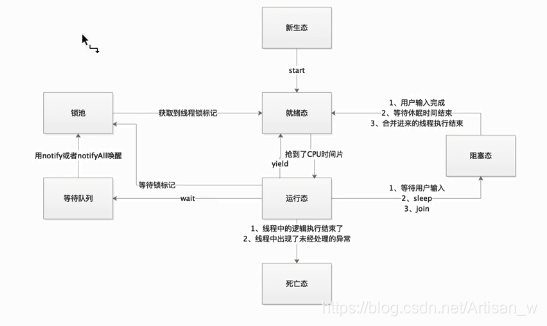 新生态
start
锁池
获取到线程锁标记
就绪态
1、用户输入完成
2、等待休眠时间结束
3、合并进来的线程执行结束
用notify或者notifyAll唤醒
抢到了CPU时间片
yield
阻塞态
等待锁标记
等待队列
wait
运行态
1、等待用户输入
2、sleep
3、join
1、线程中的逻辑执行结束了
2、线程中出现了未经处理的异常
死亡态
https://blog.csdn.net/Artisan_w